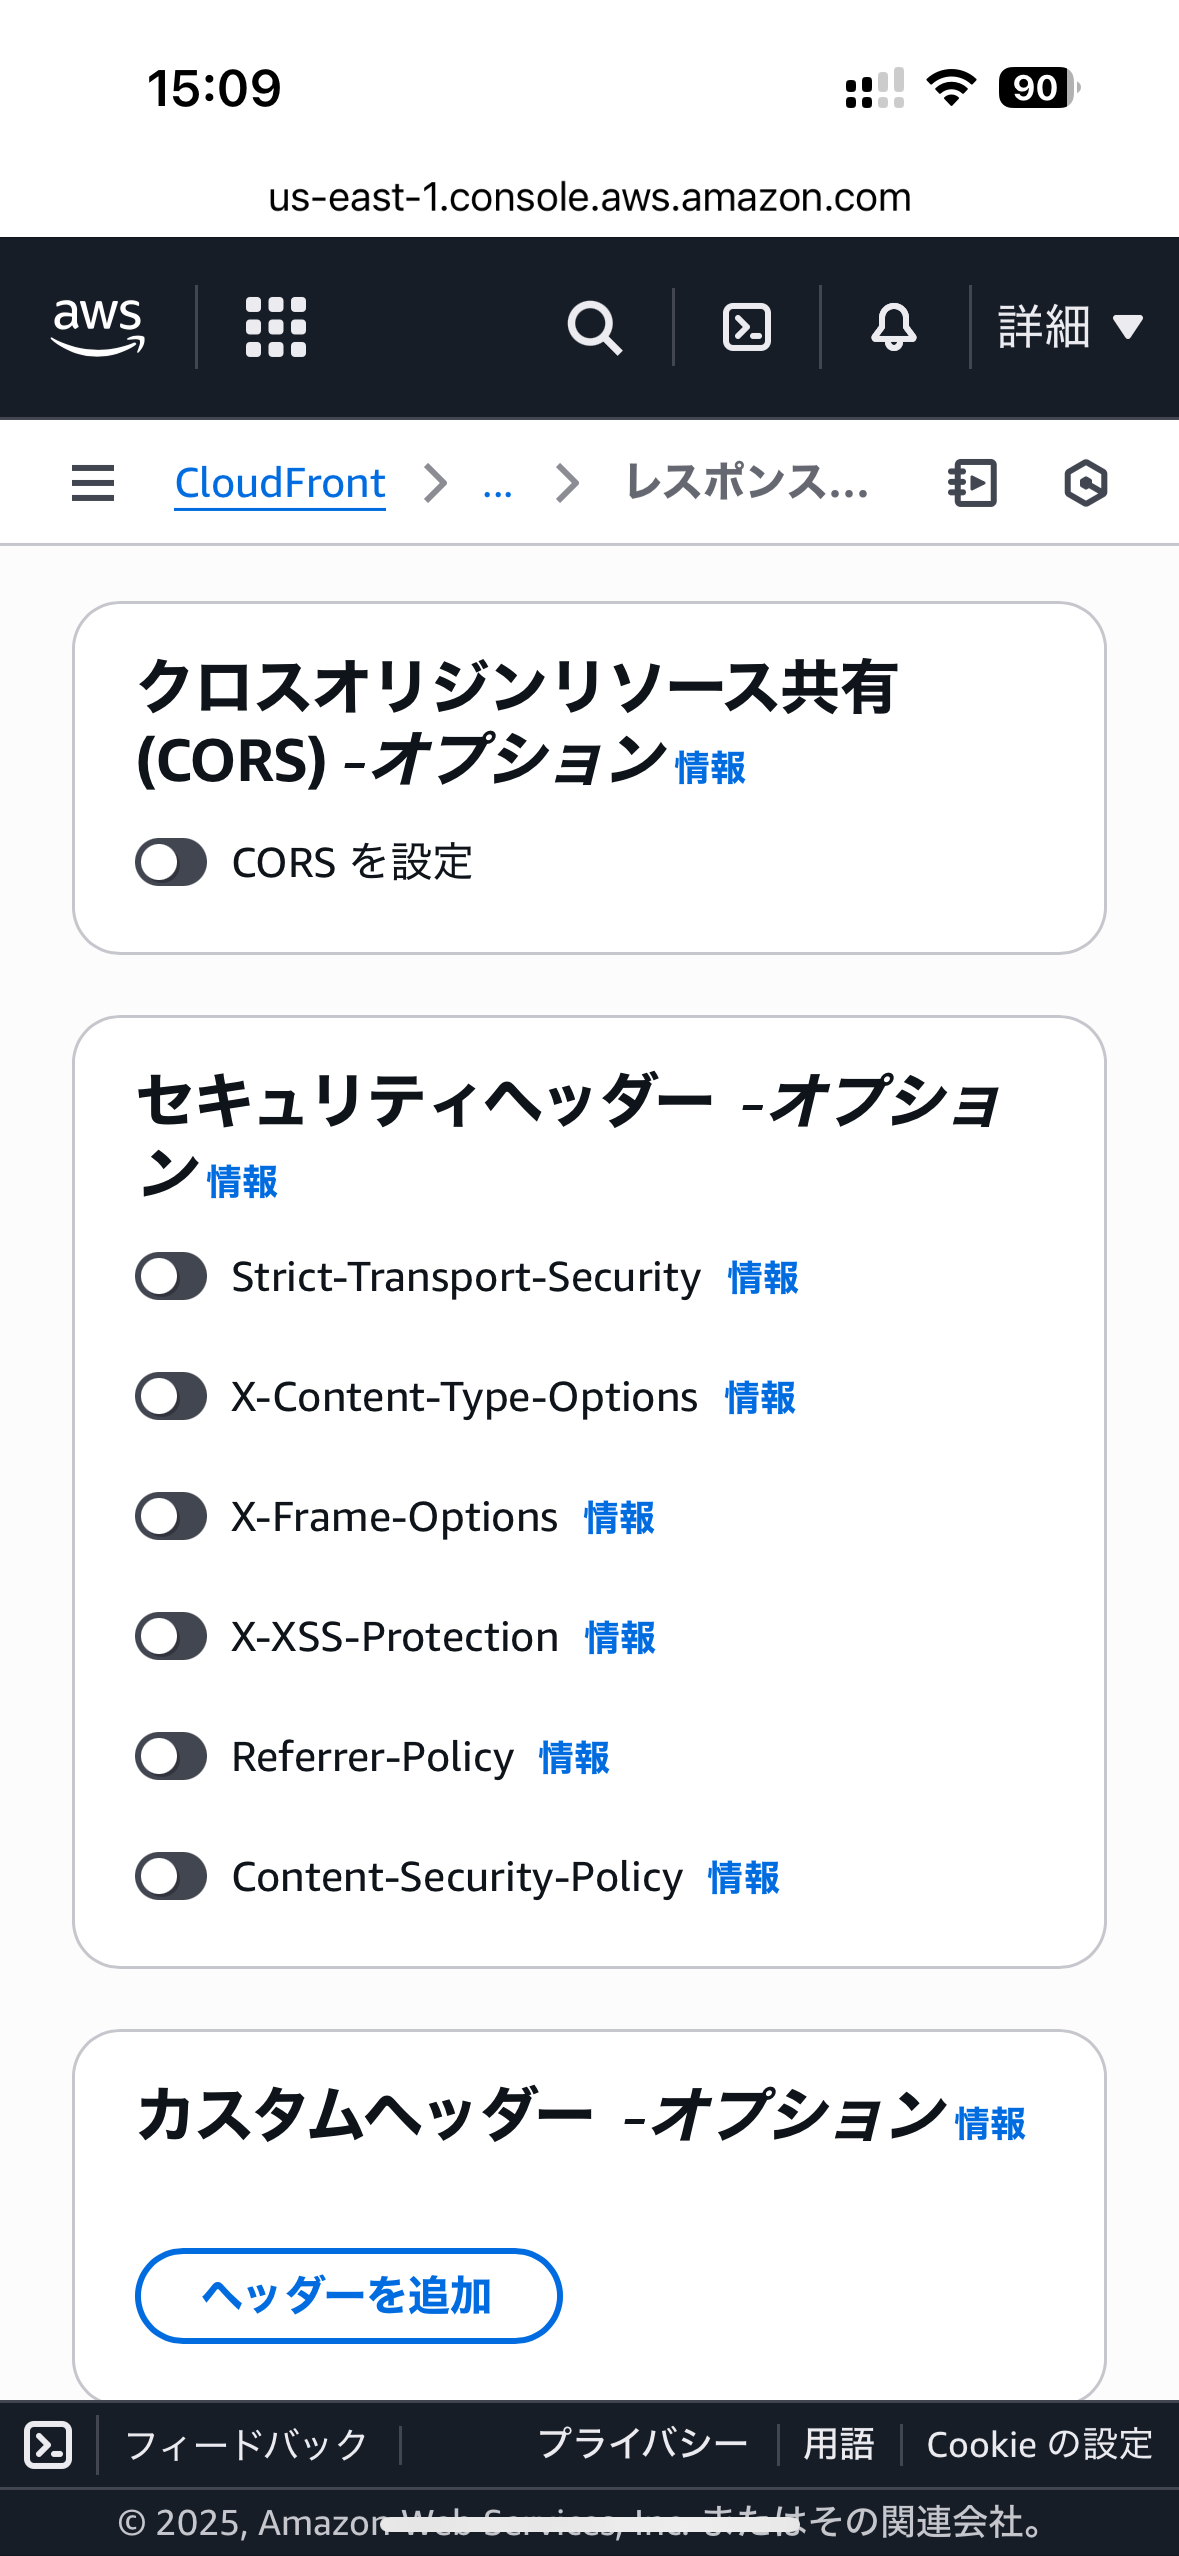 15:09
90
us-east-1.console.aws.amazon.com
aws
詳細
CloudFront
...
レスポンス...
クロスオリジンリソース共有
(CORS) -オプション 情報
CORS を設定
セキュリティヘッダー -オプショ
ン 情報
Strict-Transport-Security 情報
X-Content-Type-Options 情報
X-Frame-Options 情報
X-XSS-Protection 情報
Referrer-Policy 情報
Content-Security-Policy 情報
カスタムヘッダー -オプション 情報
ヘッダーを追加
フィードバック
プライバシー
用語
Cookie の設定
© 2025, Amazon Web Services, Inc. またはその関連会社。